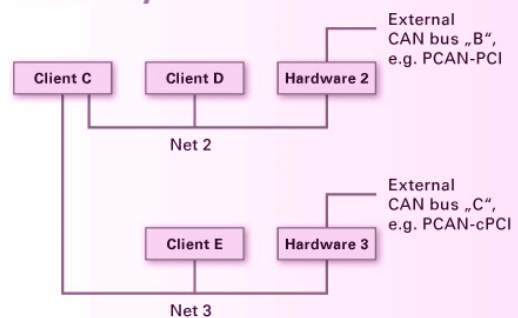 External
CAN bus „B“,
e.g. PCAN-PCI
Client C
Client D
Hardware 2
Net 2
External
CAN bus „C“,
e.g. PCAN-cPCI
Client E
Hardware 3
Net 3